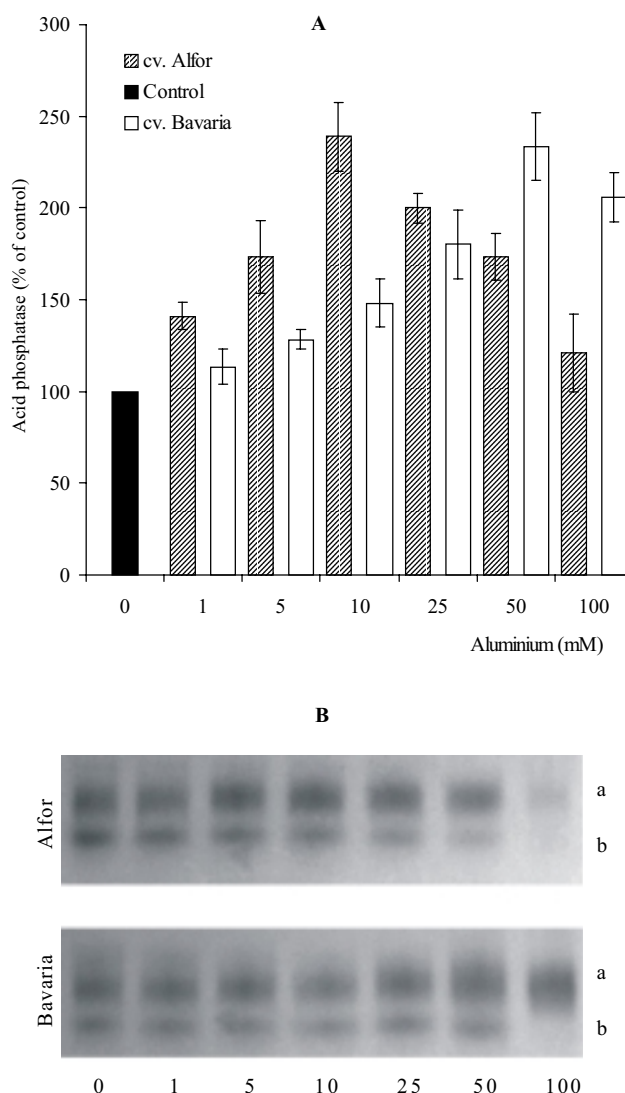 A
300
250
200
150
100
50
0
Acid phosphatase (% of control)
cv. Alfor
Control
cv. Bavaria
0 1 5 10 25 50 100
Aluminium (mM)
B
Alfor
a
b
Bavaria
a
b
0 1 5 10 25 50 100